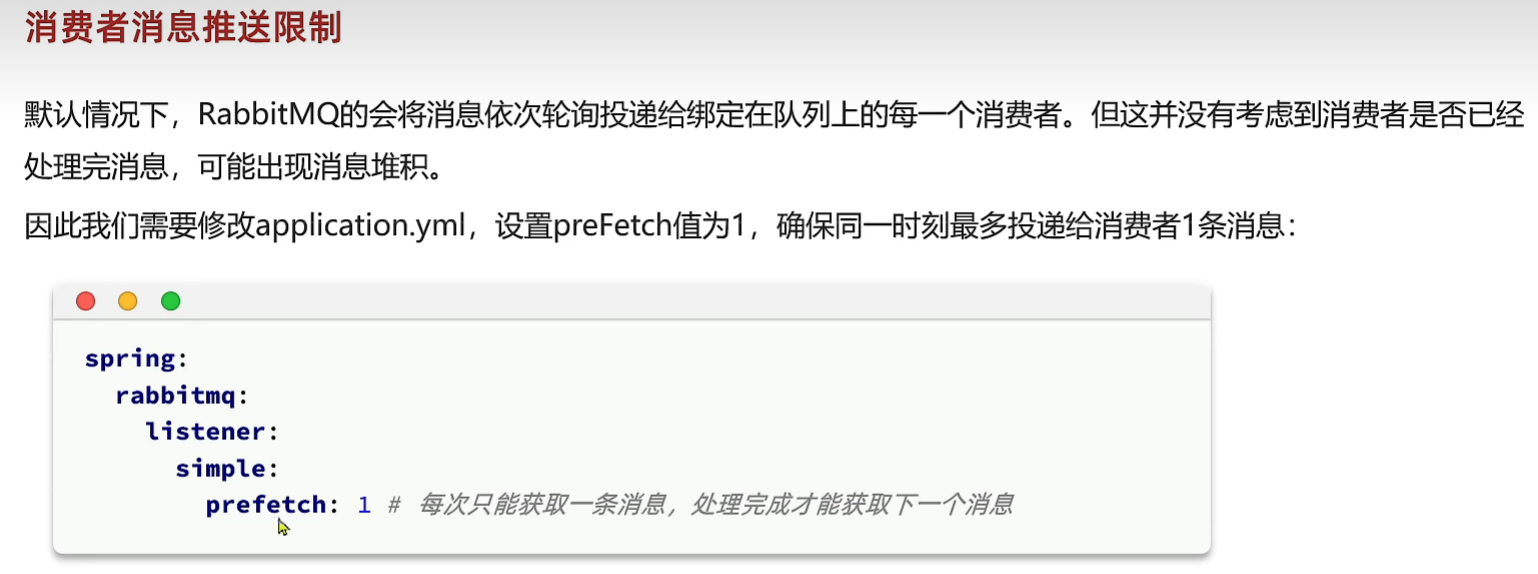 消费者消息推送限制
默认情况下，RabbitMQ的会将消息依次轮询投递给绑定在队列上的每一个消费者。但这并没有考虑到消费者是否已经
处理完消息，可能出现消息堆积。
因此我们需要修改application.yml，设置preFetch值为1，确保同一时刻最多投递给消费者1条消息：
spring:
  rabbitmq:
    listener:
      simple:
        prefetch: 1 # 每次只能获取一条消息，处理完成才能获取下一个消息